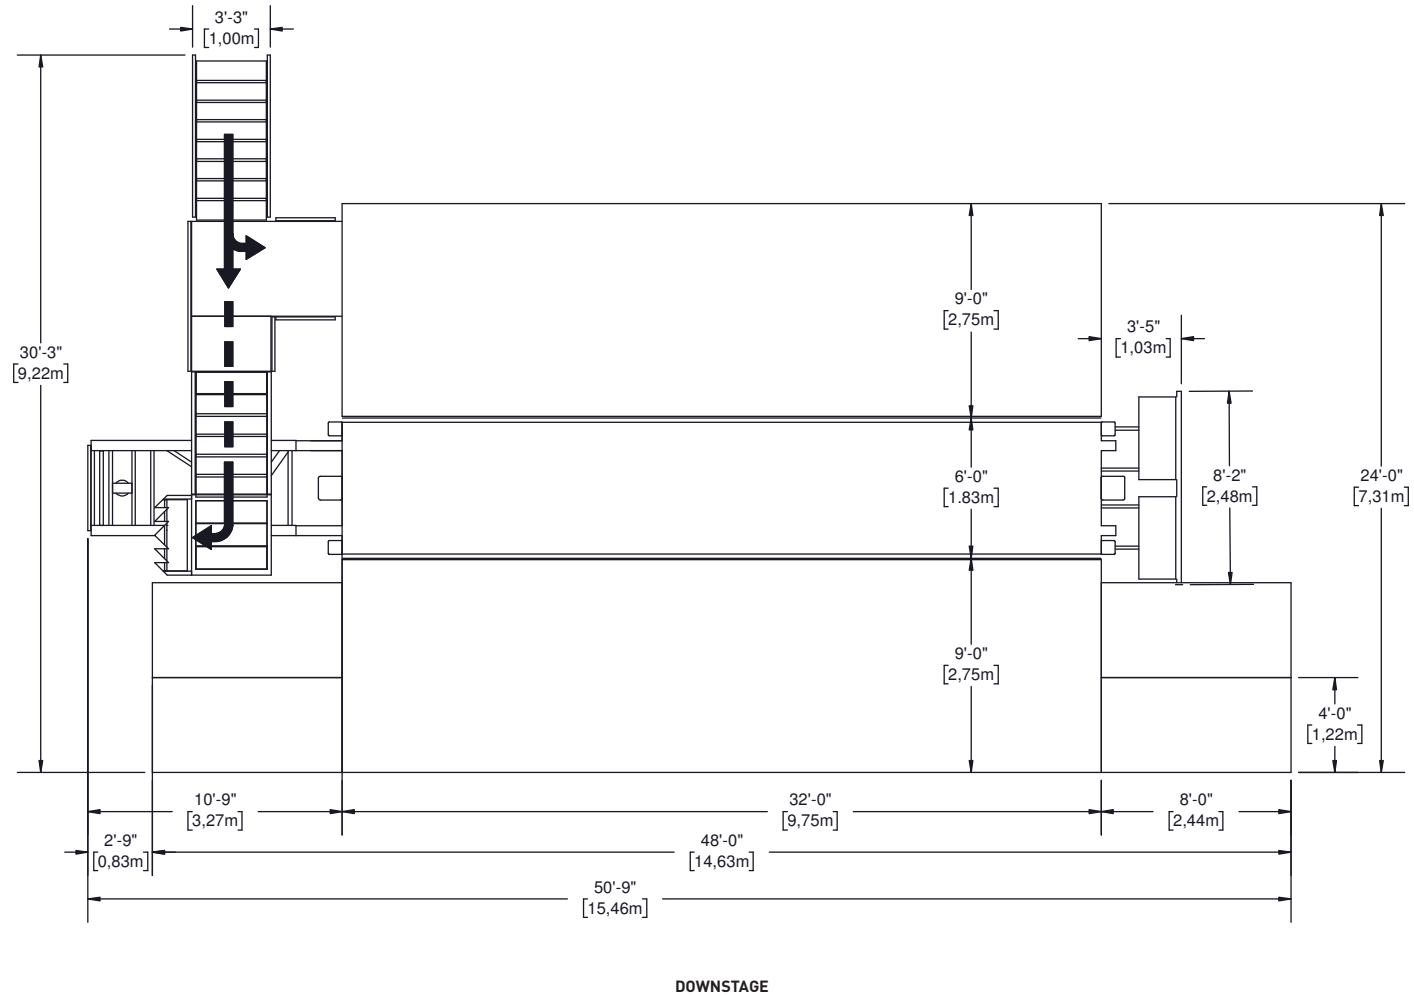 3'-3"
[1,00m]
9'-0"
[2,75m]
3'-5"
[1,03m]
30'-3"
[9,22m]
6'-0"
[1.83m]
8'-2"
[2,48m]
24'-0"
[7,31m]
9'-0"
[2,75m]
4'-0"
[1,22m]
10'-9"
[3,27m]
32'-0"
[9,75m]
8'-0"
[2,44m]
2'-9"
[0,83m]
48'-0"
[14,63m]
50'-9"
[15,46m]
DOWNSTAGE